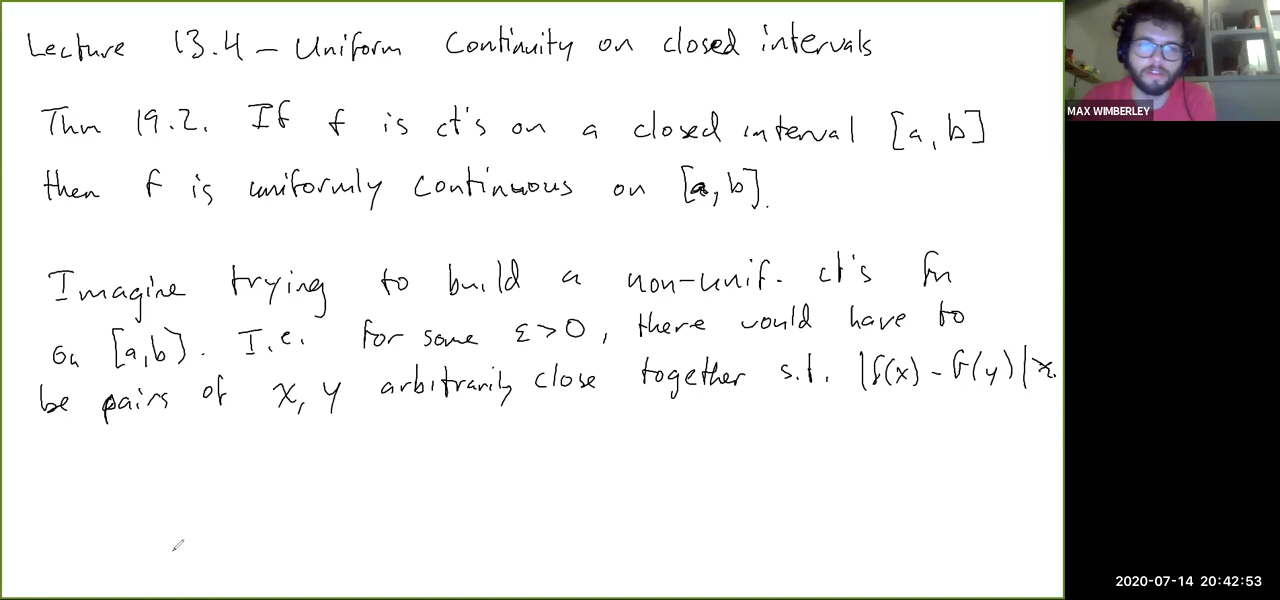 Lecture 13.4 - Uniform Continuity on closed intervals
Thm 19.2. If f is ct's on a closed interval [a, b]
then f is uniformly continuous on [a, b].
Imagine trying to build a non-unif. ct's fn
on [a,b]. I.e. for some ε>0, there would have to
be pairs of x, y arbitrarily close together s.t. |f(x) - f(y)|
MAX WIMBERLEY
2020-07-14 20:42:53